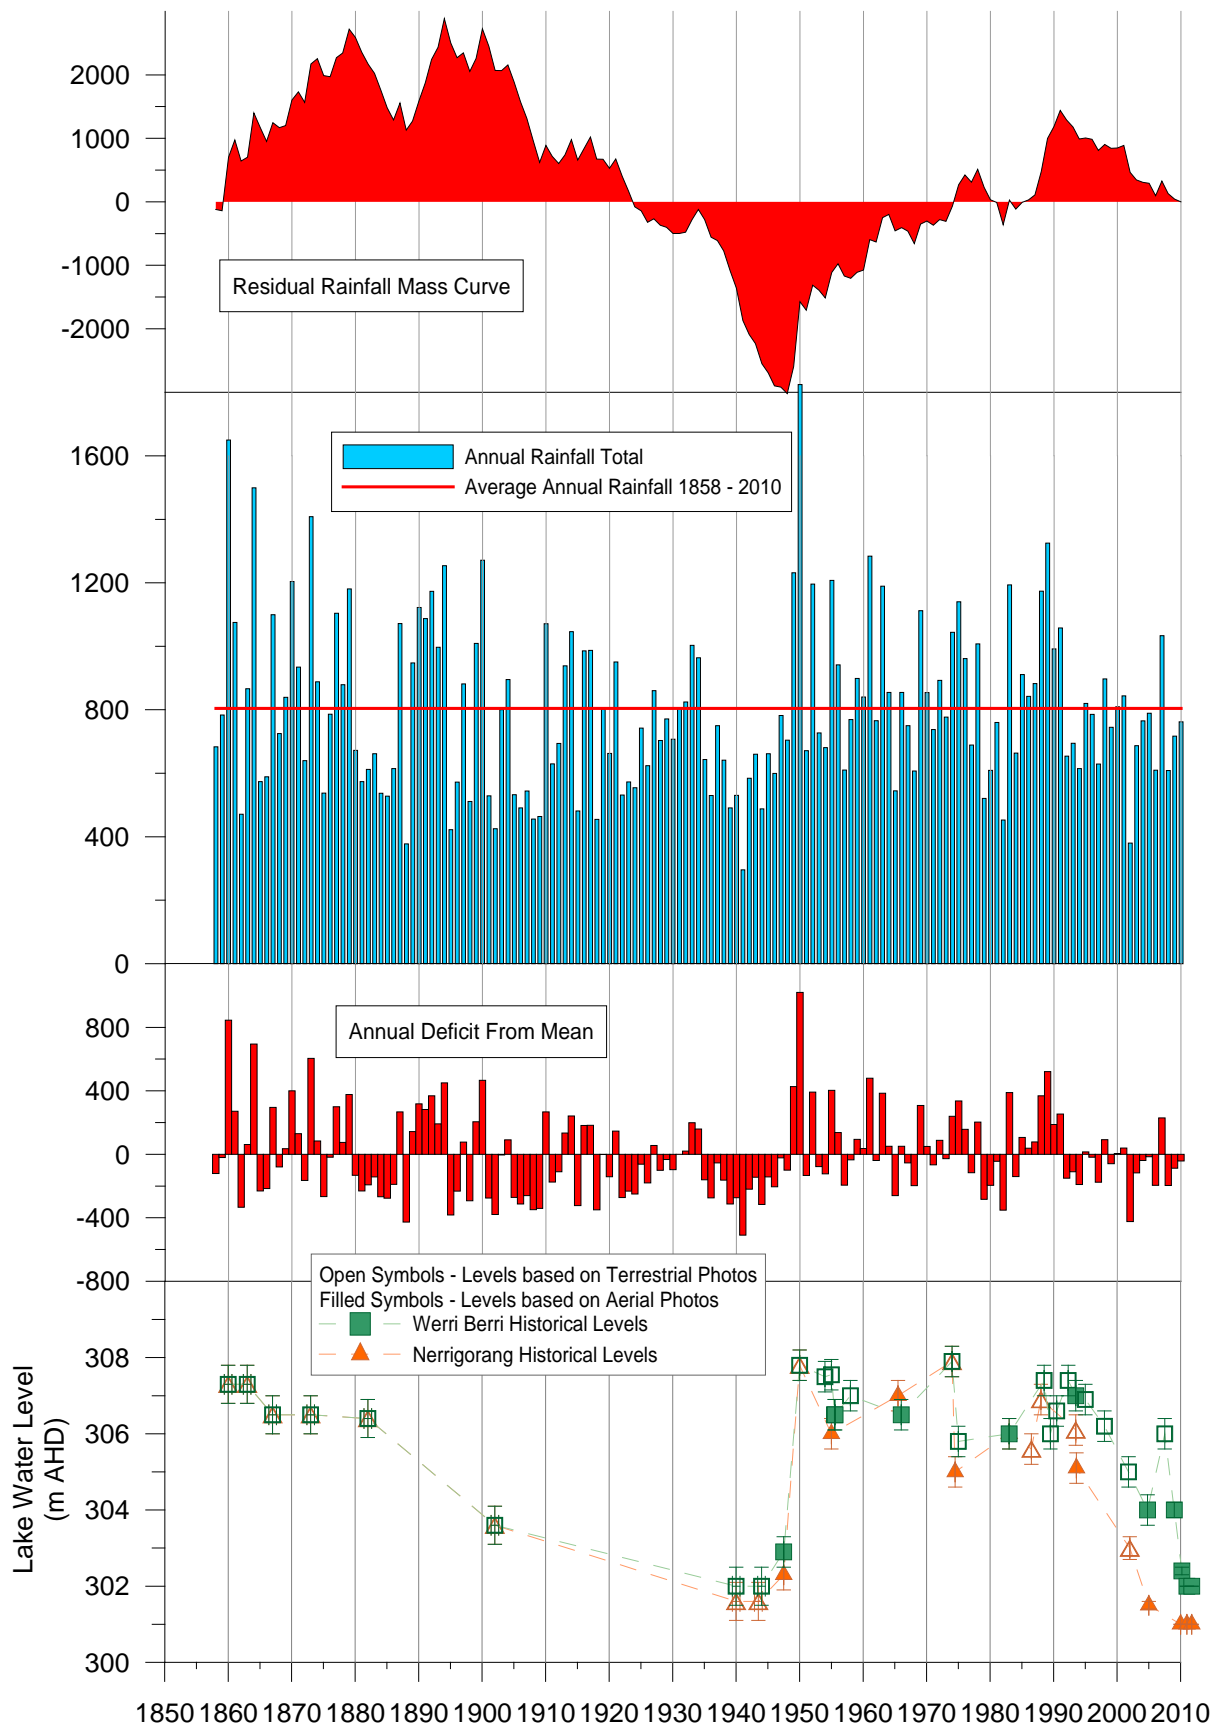 2000
1000
0
-1000
-2000
Residual Rainfall Mass Curve
Annual Rainfall Total
Average Annual Rainfall 1858 - 2010
1600
1200
800
400
0
Annual Deficit From Mean
800
400
0
-400
-800
Open Symbols - Levels based on Terrestrial Photos
Filled Symbols - Levels based on Aerial Photos
Werri Berri Historical Levels
Nerrigorang Historical Levels
Lake Water Level
(m AHD)
308
306
304
302
300
1850 1860 1870 1880 1890 1900 1910 1920 1930 1940 1950 1960 1970 1980 1990 2000 2010